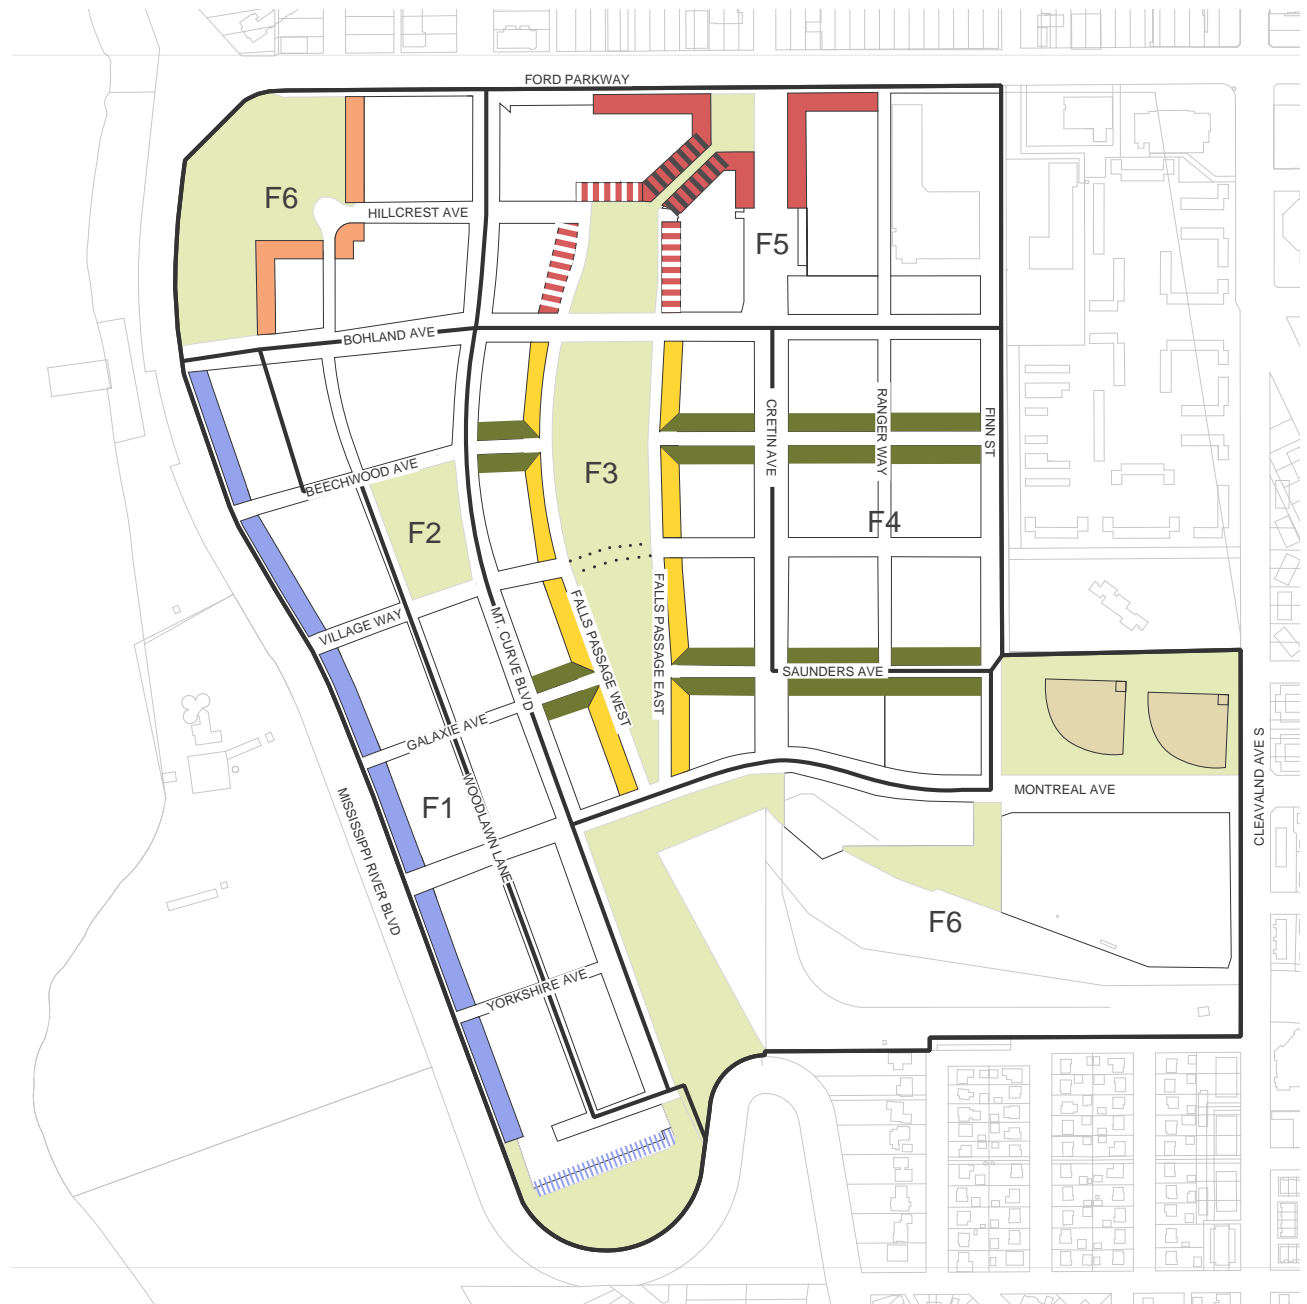 FORD PARKWAY
F6
HILLCREST AVE
F5
BOHLAND AVE
CRETIN AVE
RANGER WAY
FINN ST
BEECHWOOD AVE
F3
F2
F4
VILLAGE WAY
MT. CURVE BLVD
FALLS PASSAGE WEST
FALLS PASSAGE EAST
SAUNDERS AVE
GALAXIE AVE
MONTREAL AVE
CLEAVALND AVE S
MISSISSIPPI RIVER BLVD
F1
WOODLAWN LANE
F6
YORKSHIRE AVE